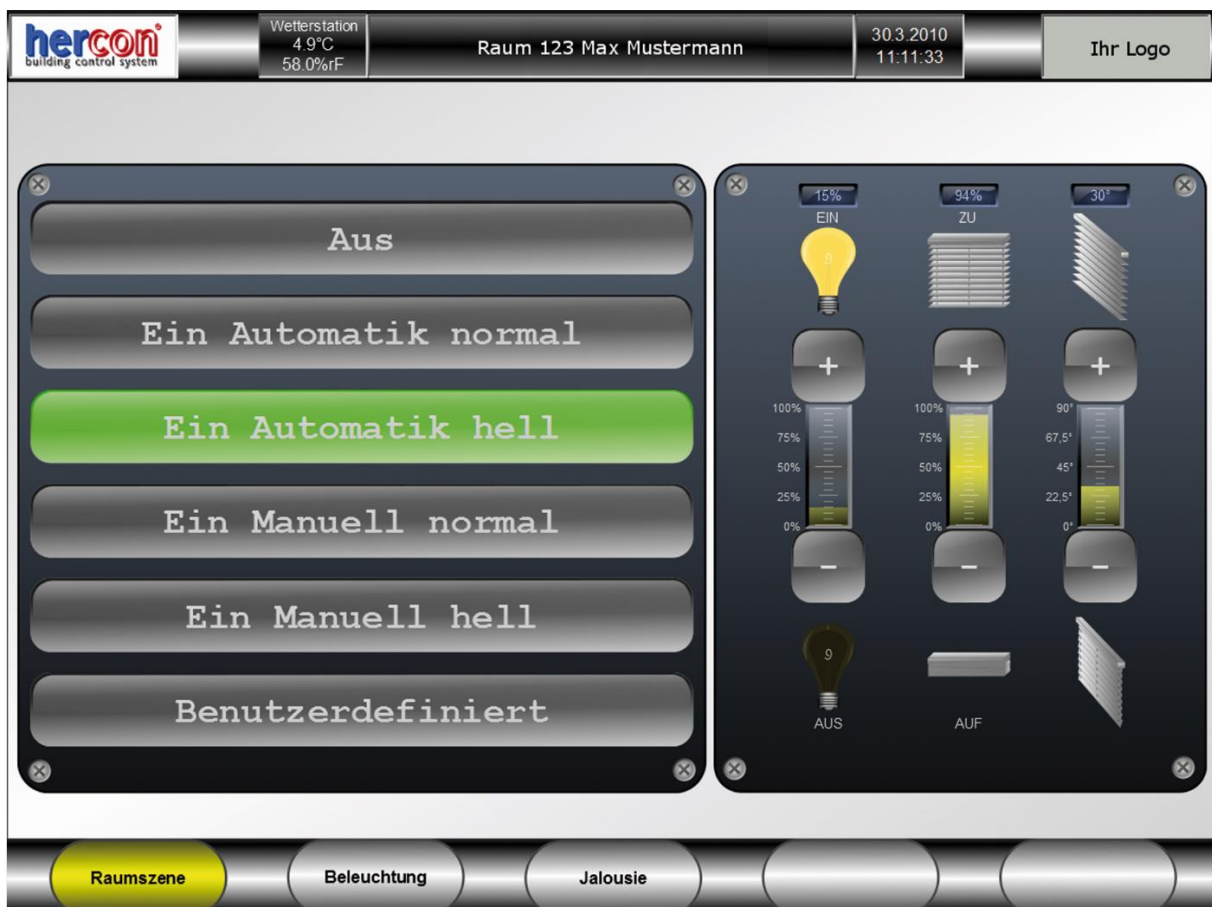 hercon
building control system
Wetterstation
4.9°C
58.0%rF
Raum 123 Max Mustermann
30.3.2010
11:11:33
Ihr Logo
Aus
Ein Automatik normal
Ein Automatik hell
Ein Manuell normal
Ein Manuell hell
Benutzerdefiniert
15% 94% 30°
EIN ZU
+ + +
100% 100% 90°
75% 75% 67,5°
50% 50% 45°
25% 25% 22,5°
0% 0% 0°
- - -
AUS AUF
Raumszene Beleuchtung Jalousie